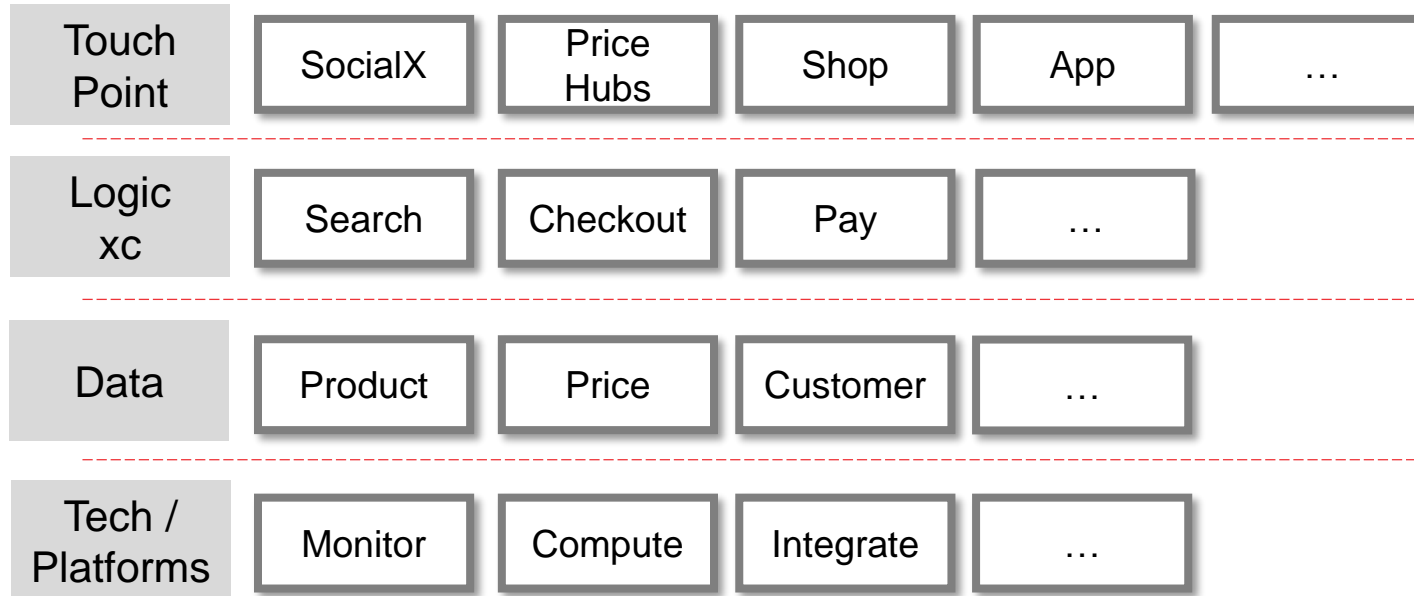 Touch
Point
SocialX
Price
Hubs
Shop
App
…
Logic
xc
Search
Checkout
Pay
…
Data
Product
Price
Customer
…
Tech /
Platforms
Monitor
Compute
Integrate
…